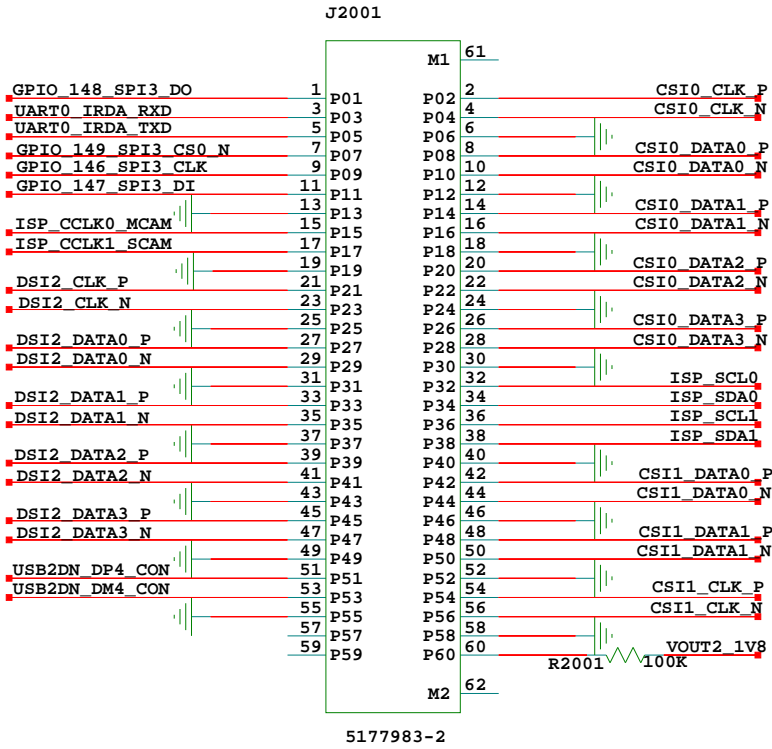 J2001
M1 61
GPIO_148_SPI3_DO 1 P01 P02 2 CSI0_CLK_P
UART0_IRDA_RXD 3 P03 P04 4 CSI0_CLK_N
UART0_IRDA_TXD 5 P05 P06 6
GPIO_149_SPI3_CS0_N 7 P07 P08 8 CSI0_DATA0_P
GPIO_146_SPI3_CLK 9 P09 P10 10 CSI0_DATA0_N
GPIO_147_SPI3_DI 11 P11 P12 12
13 P13 P14 14 CSI0_DATA1_P
ISP_CCLK0_MCAM 15 P15 P16 16 CSI0_DATA1_N
ISP_CCLK1_SCAM 17 P17 P18 18
19 P19 P20 20 CSI0_DATA2_P
DSI2_CLK_P 21 P21 P22 22 CSI0_DATA2_N
DSI2_CLK_N 23 P23 P24 24
25 P25 P26 26 CSI0_DATA3_P
DSI2_DATA0_P 27 P27 P28 28 CSI0_DATA3_N
DSI2_DATA0_N 29 P29 P30 30
31 P31 P32 32 ISP_SCL0
DSI2_DATA1_P 33 P33 P34 34 ISP_SDA0
DSI2_DATA1_N 35 P35 P36 36 ISP_SCL1
37 P37 P38 38 ISP_SDA1
DSI2_DATA2_P 39 P39 P40 40
DSI2_DATA2_N 41 P41 P42 42 CSI1_DATA0_P
43 P43 P44 44 CSI1_DATA0_N
DSI2_DATA3_P 45 P45 P46 46
DSI2_DATA3_N 47 P47 P48 48 CSI1_DATA1_P
49 P49 P50 50 CSI1_DATA1_N
USB2DN_DP4_CON 51 P51 P52 52
USB2DN_DM4_CON 53 P53 P54 54 CSI1_CLK_P
55 P55 P56 56 CSI1_CLK_N
57 P57 P58 58
59 P59 P60 60 VOUT2_1V8
R2001 100K
M2 62
5177983-2